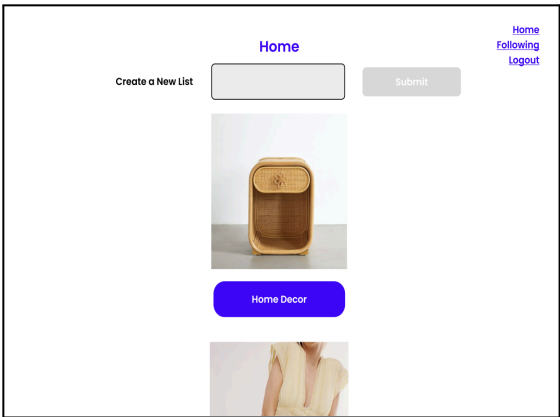 Home
Following
Logout
Home
Create a New List
Submit
Home Decor